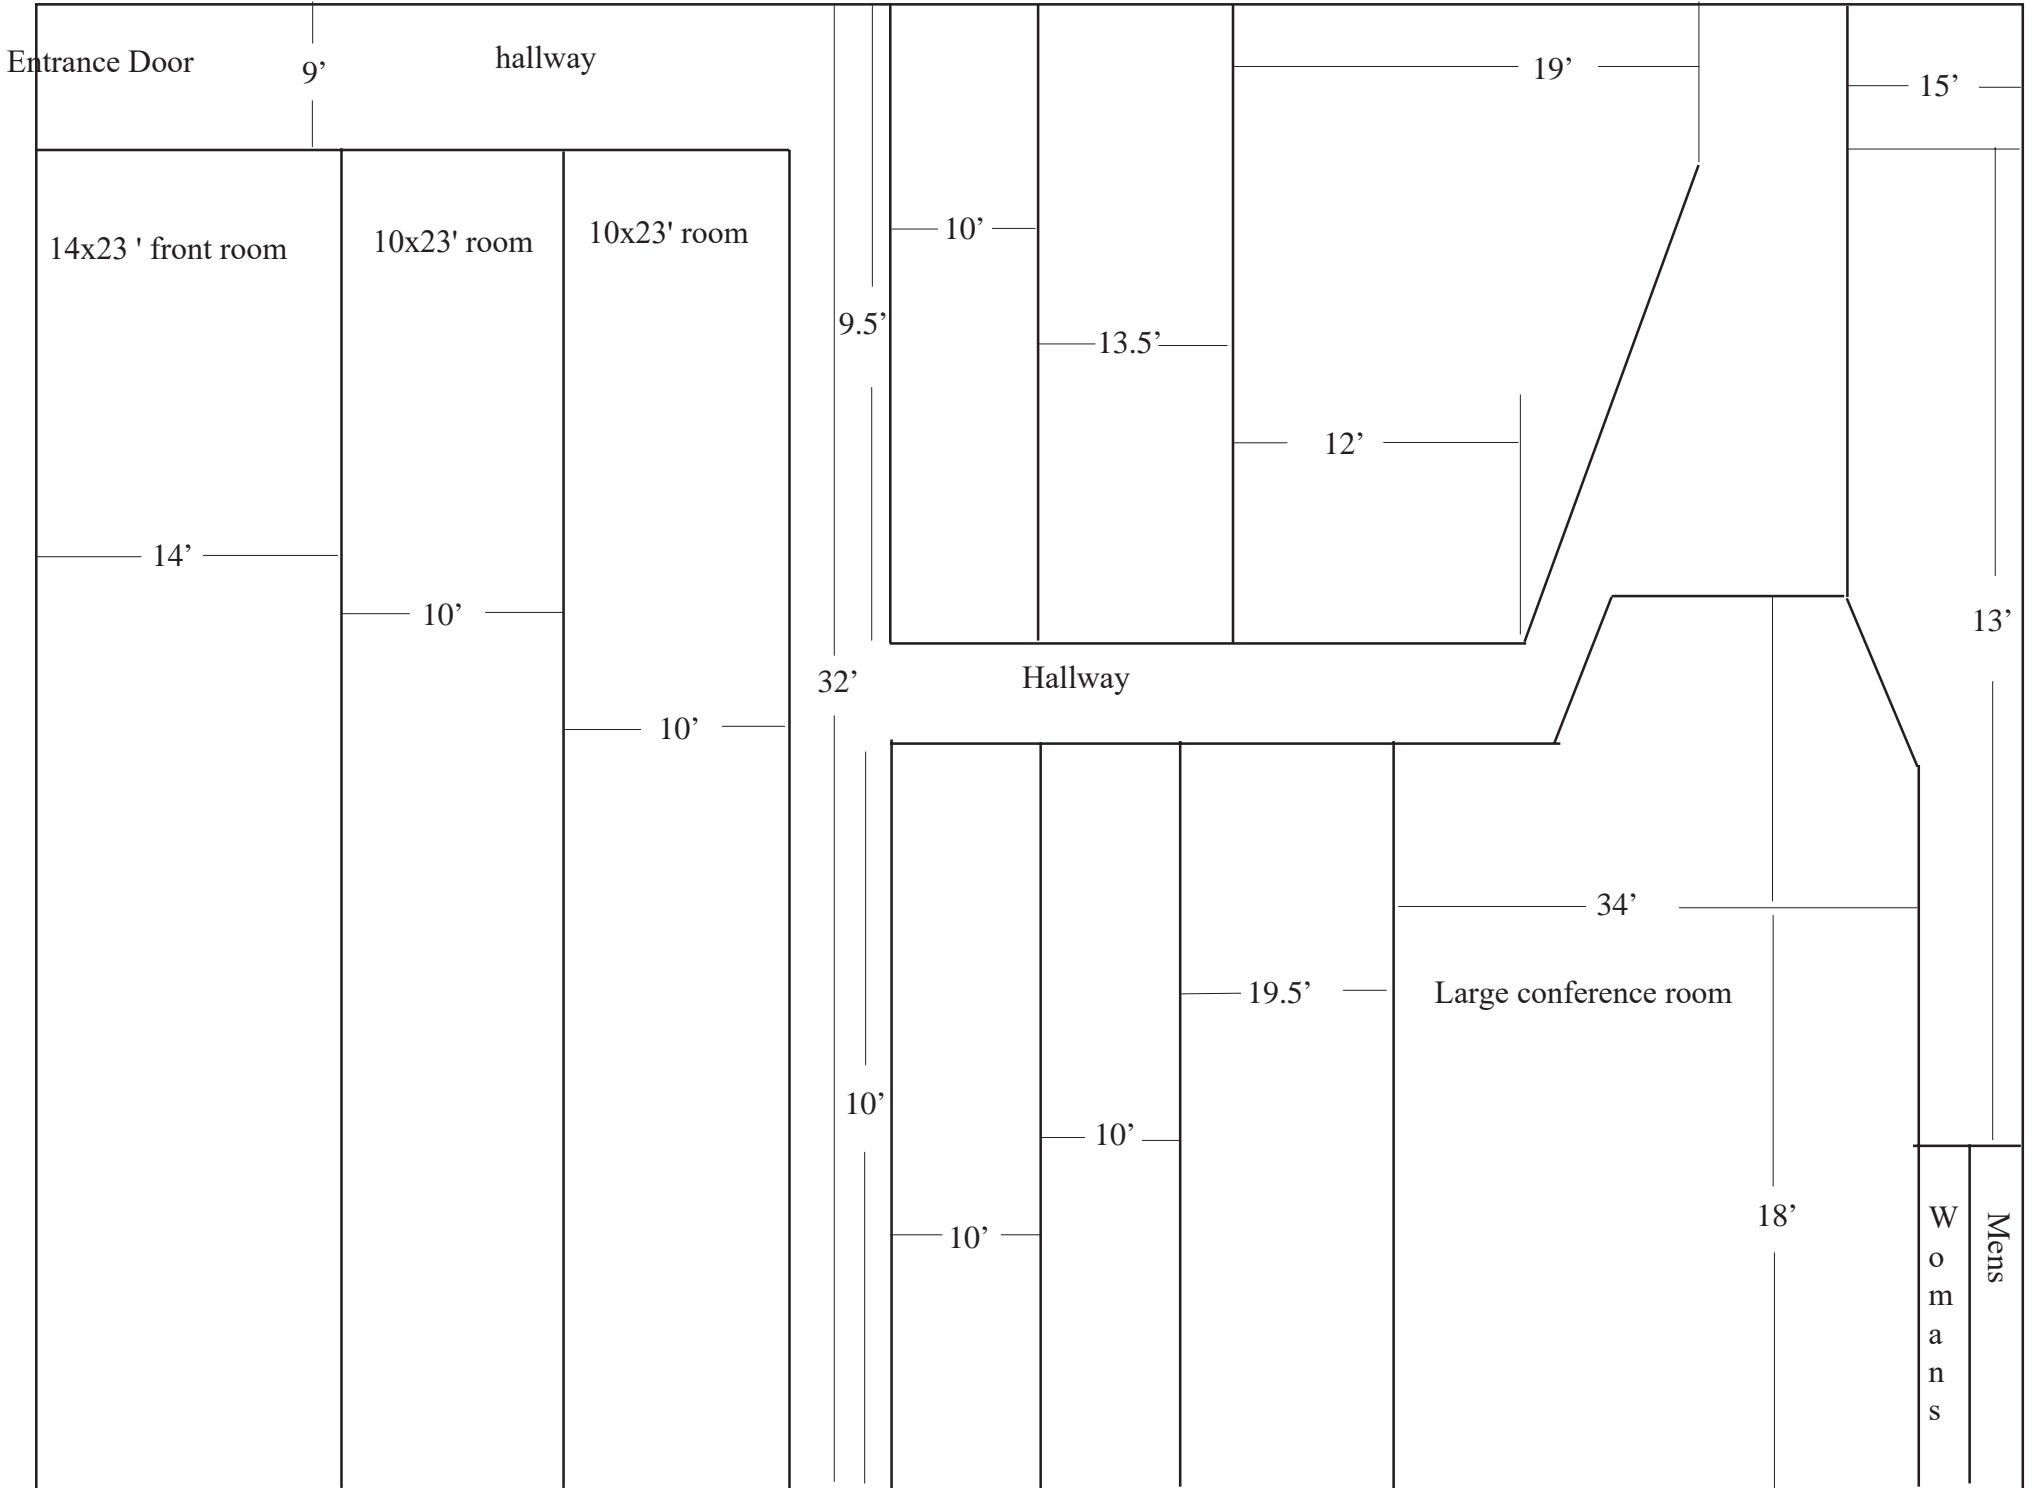 Entrance Door
9’
hallway
19’
15’
14x23 ' front room
10x23' room
10x23' room
10’
9.5’
13.5’
12’
14’
10’
13’
10’
32’
Hallway
34’
19.5’
Large conference room
10’
10’
10’
18’
Womans
Mens